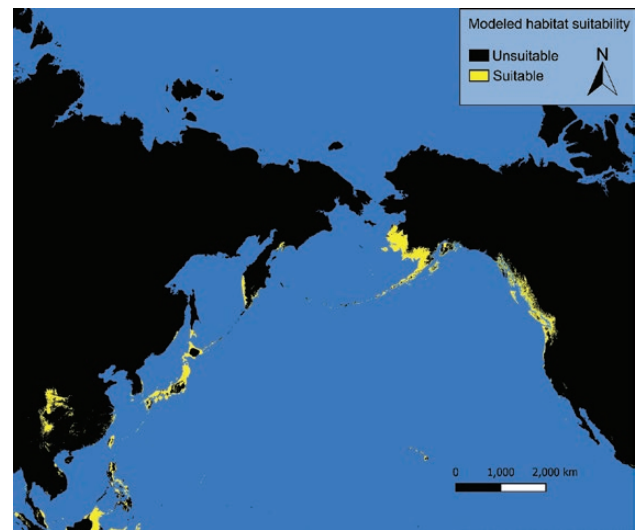 Modeled habitat suitability
Unsuitable
Suitable
N
0 1,000 2,000 km